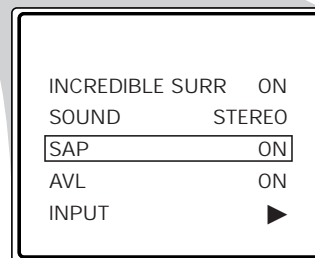 INCREDIBLE SURR ON
SOUND STEREO
SAP ON
AVL ON
INPUT ▶